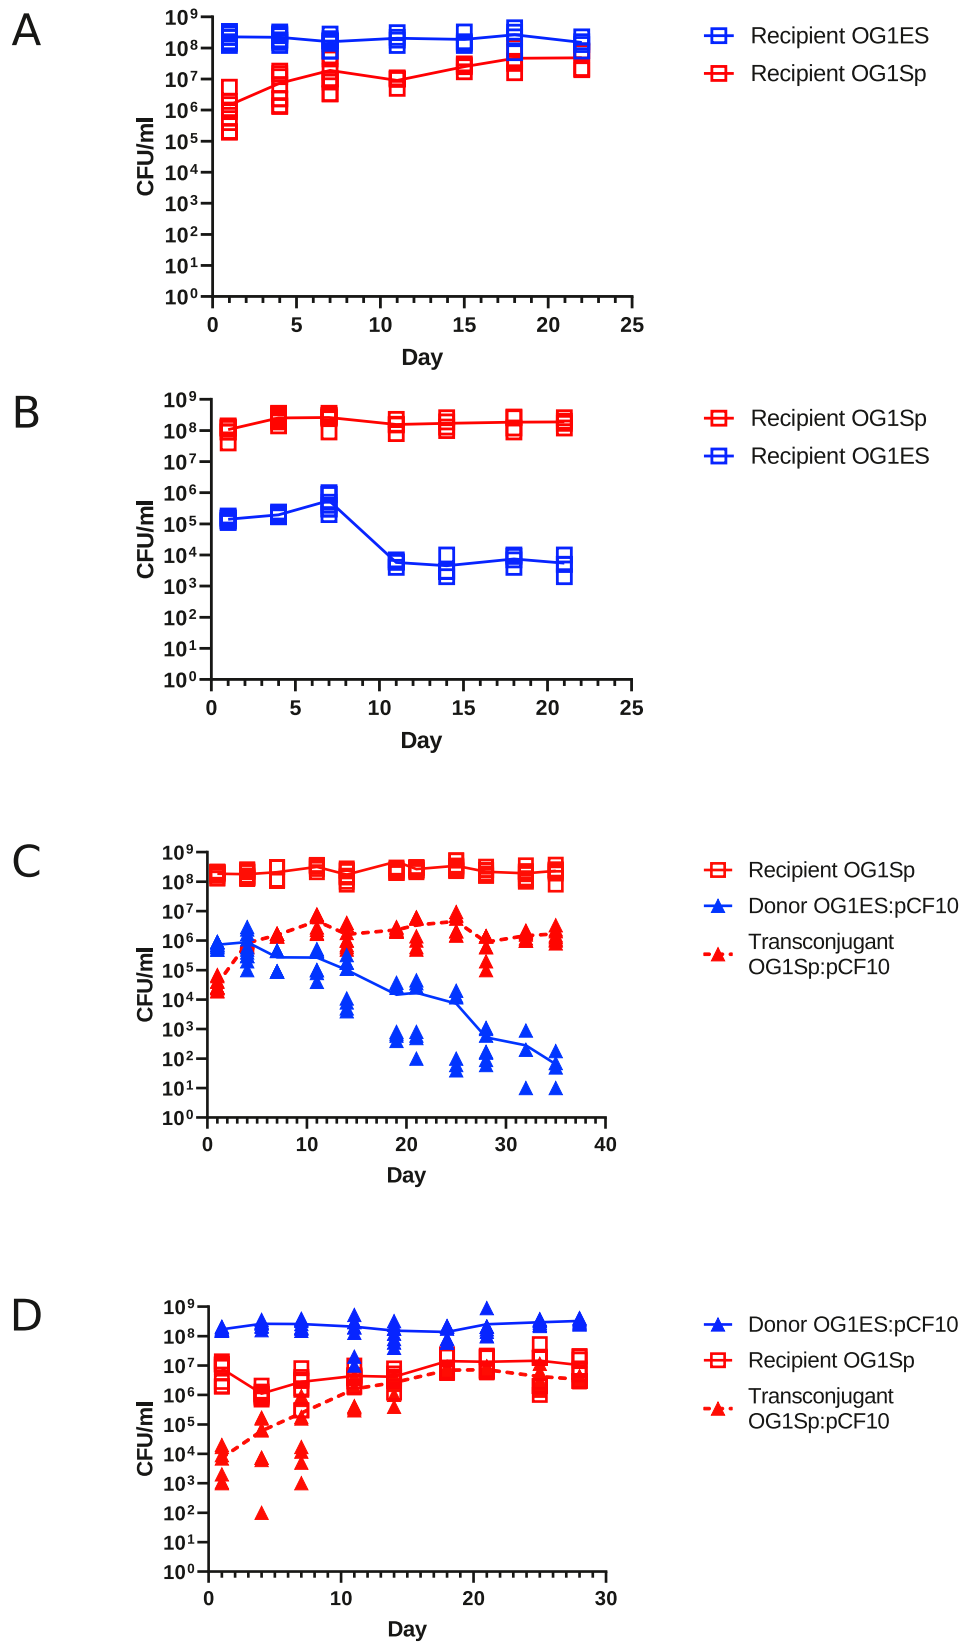 A
10⁹
10⁸
10⁷
10⁶
10⁵
10⁴
10³
10²
10¹
10⁰
CFU/ml
0 5 10 15 20 25
Day
Recipient OG1ES
Recipient OG1Sp
B
10⁹
10⁸
10⁷
10⁶
10⁵
10⁴
10³
10²
10¹
10⁰
CFU/ml
0 5 10 15 20 25
Day
Recipient OG1Sp
Recipient OG1ES
C
10⁹
10⁸
10⁷
10⁶
10⁵
10⁴
10³
10²
10¹
10⁰
CFU/ml
0 10 20 30 40
Day
Recipient OG1Sp
Donor OG1ES:pCF10
Transconjugant
OG1Sp:pCF10
D
10⁹
10⁸
10⁷
10⁶
10⁵
10⁴
10³
10²
10¹
10⁰
CFU/ml
0 10 20 30
Day
Donor OG1ES:pCF10
Recipient OG1Sp
Transconjugant
OG1Sp:pCF10